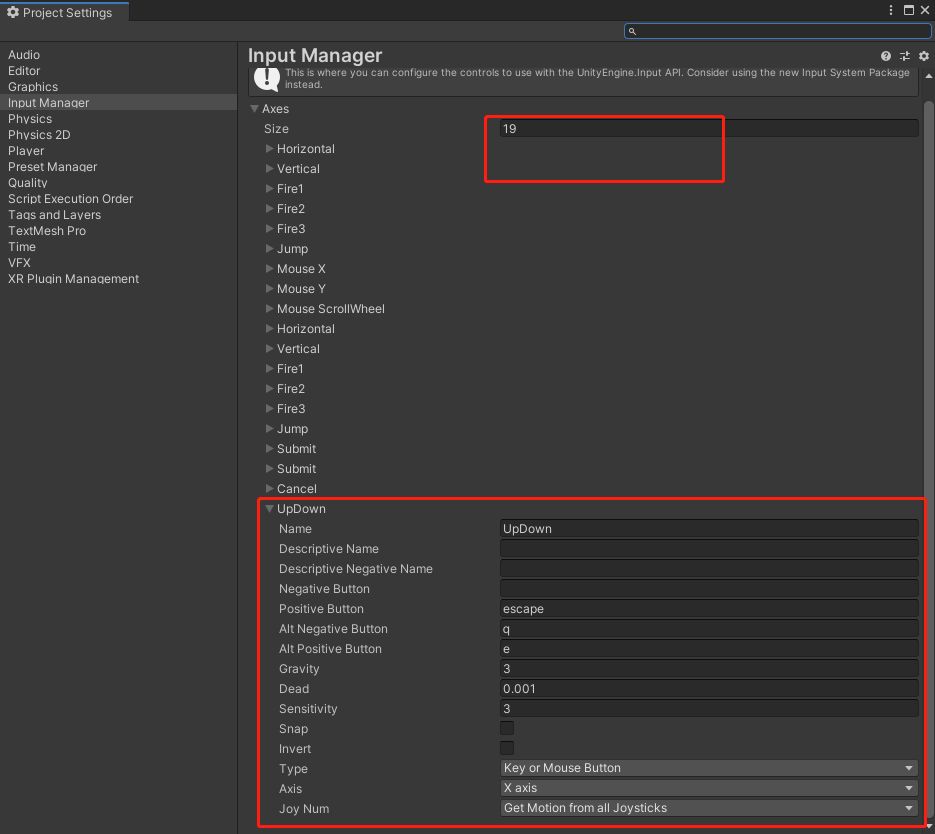 Project Settings
Audio
Editor
Graphics
Input Manager
Physics
Physics 2D
Player
Preset Manager
Quality
Script Execution Order
Tags and Layers
TextMesh Pro
Time
VFX
XR Plugin Management
Input Manager
This is where you can configure the controls to use with the UnityEngine.Input API. Consider using the new Input System Package
instead.
Axes
Size 19
Horizontal
Vertical
Fire1
Fire2
Fire3
Jump
Mouse X
Mouse Y
Mouse ScrollWheel
Horizontal
Vertical
Fire1
Fire2
Fire3
Jump
Submit
Submit
Cancel
UpDown
Name UpDown
Descriptive Name
Descriptive Negative Name
Negative Button
Positive Button escape
Alt Negative Button q
Alt Positive Button e
Gravity 3
Dead 0.001
Sensitivity 3
Snap
Invert
Type Key or Mouse Button
Axis X axis
Joy Num Get Motion from all Joysticks